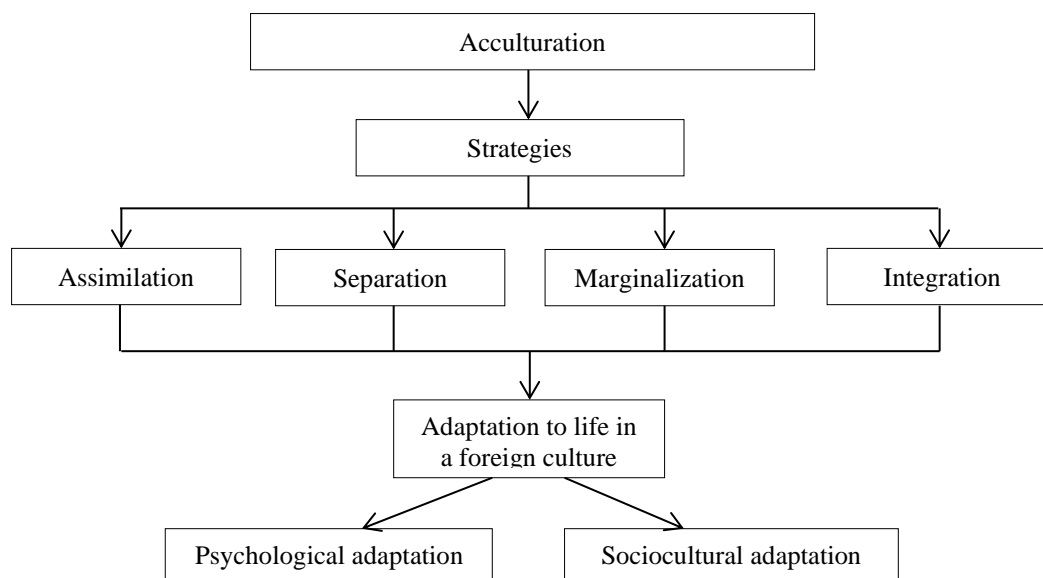 Acculturation
Strategies
Assimilation
Separation
Marginalization
Integration
Adaptation to life in
a foreign culture
Psychological adaptation
Sociocultural adaptation